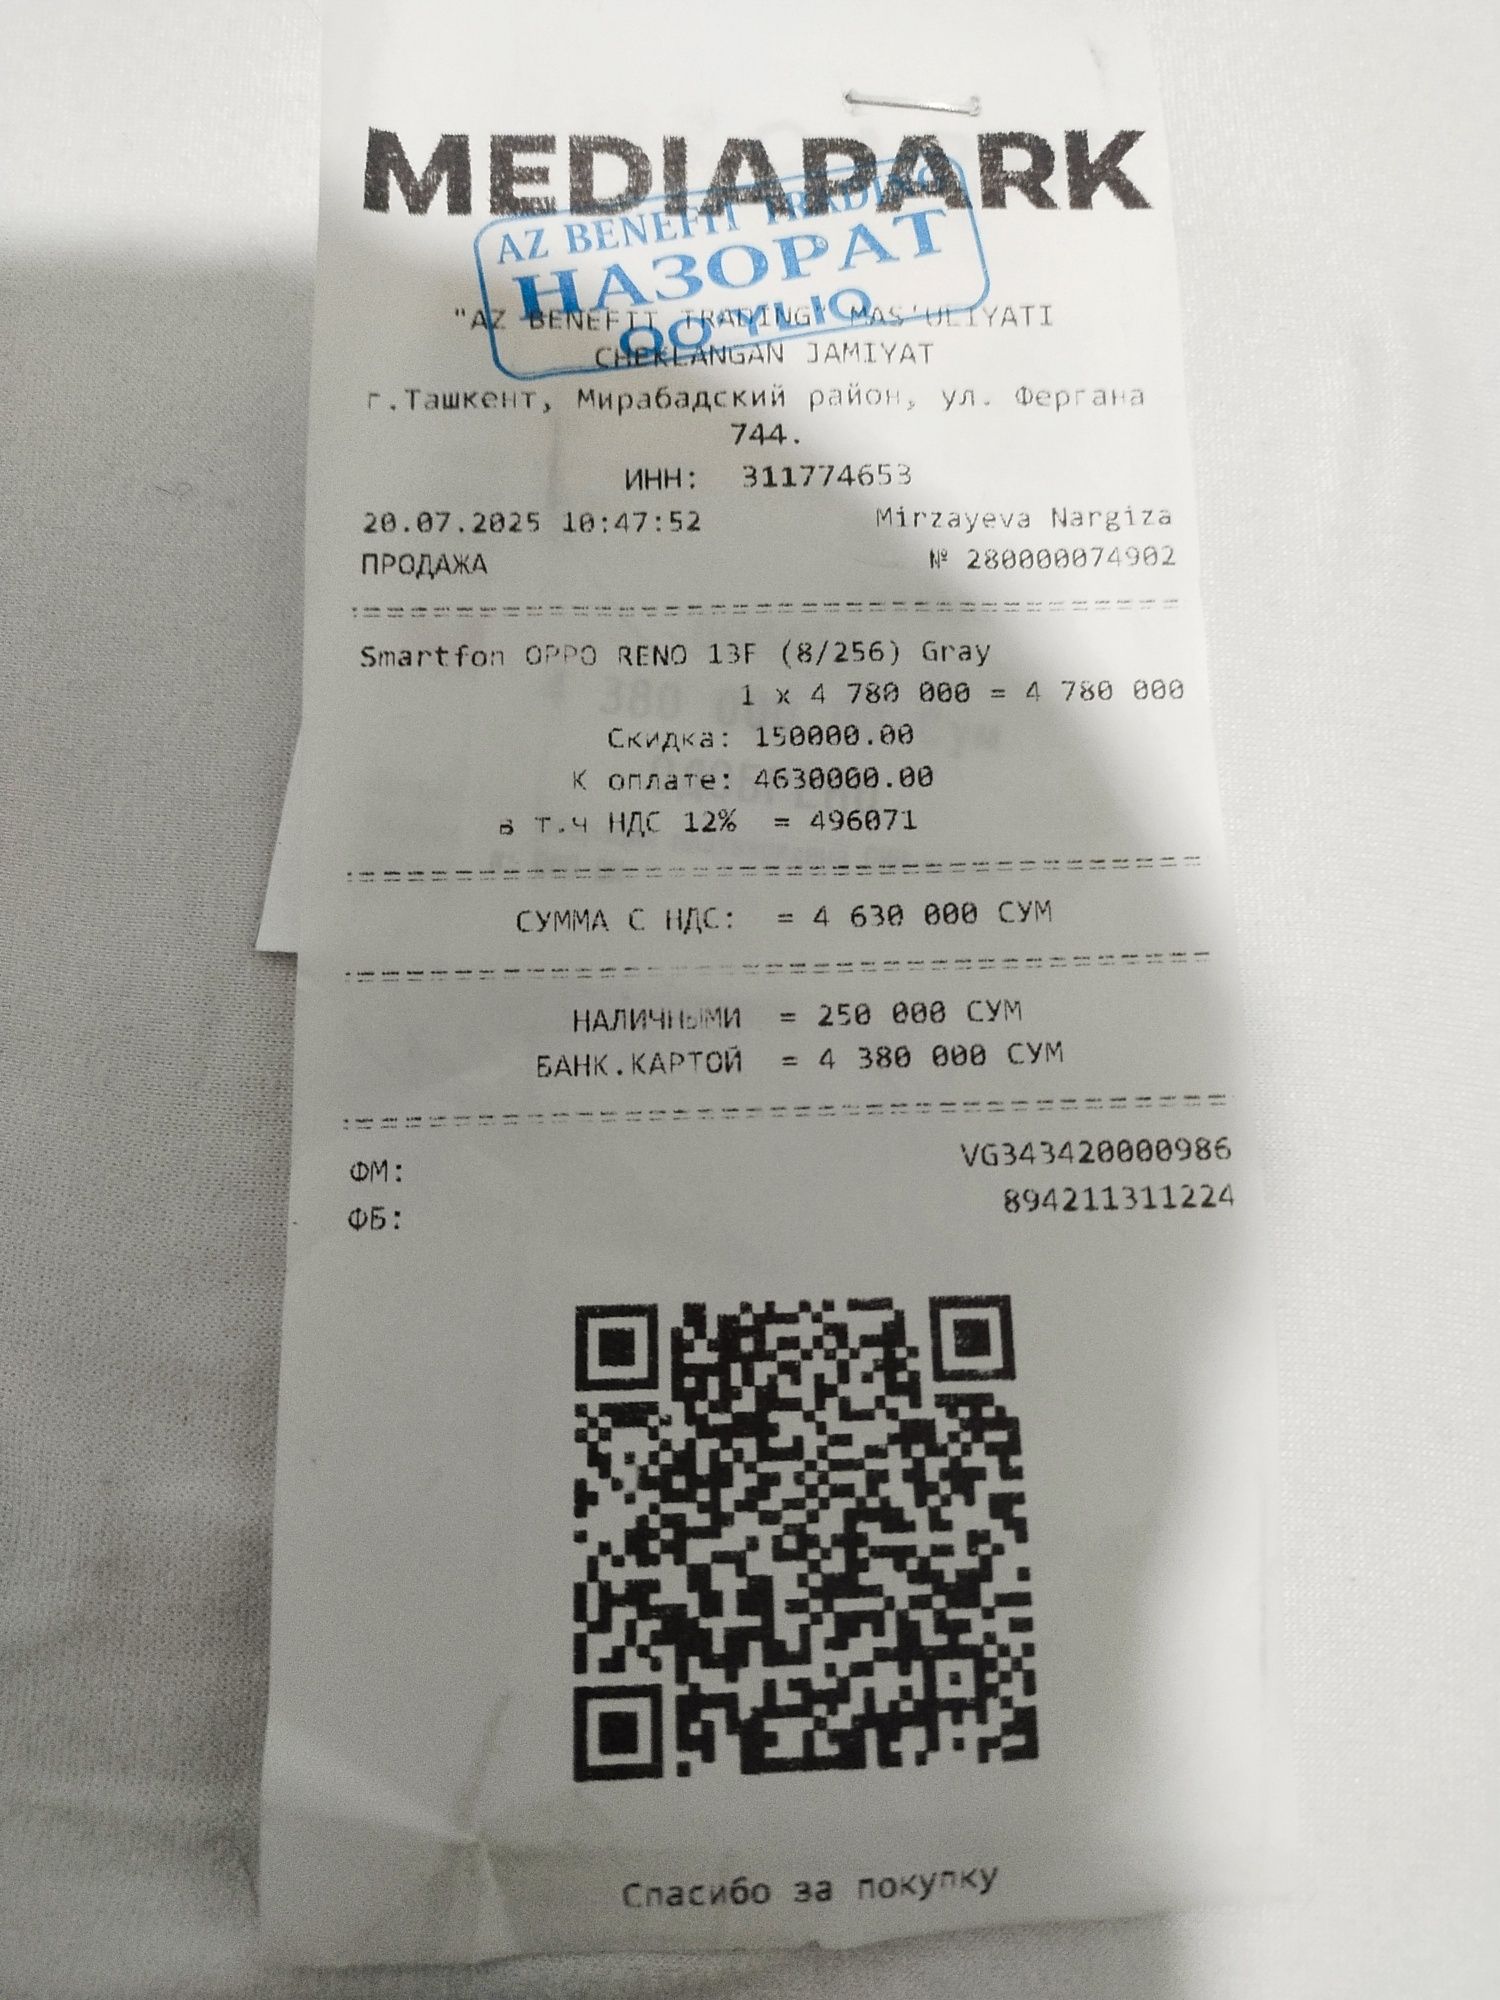 MEDIAPARK
AZ BENEFIT TRADING
НАЗОРАТ
QO'YLIQ
"AZ BENEFIT TRADING" MAS'ULIYATI
CHEKLANGAN JAMIYAT
г.Ташкент, Мирабадский район, ул. Фергана
744.
ИНН: 311774653
20.07.2025 10:47:52 Mirzayeva Nargiza
ПРОДАЖА № 280000074902
Smartfon OPPO RENO 13F (8/256) Gray
1 x 4 780 000 = 4 780 000
Скидка: 150000.00
К оплате: 4630000.00
в т.ч НДС 12% = 496071
СУММА С НДС: = 4 630 000 СУМ
НАЛИЧНЫМИ = 250 000 СУМ
БАНК.КАРТОЙ = 4 380 000 СУМ
ФМ: VG343420000986
ФБ: 894211311224
Спасибо за покупку